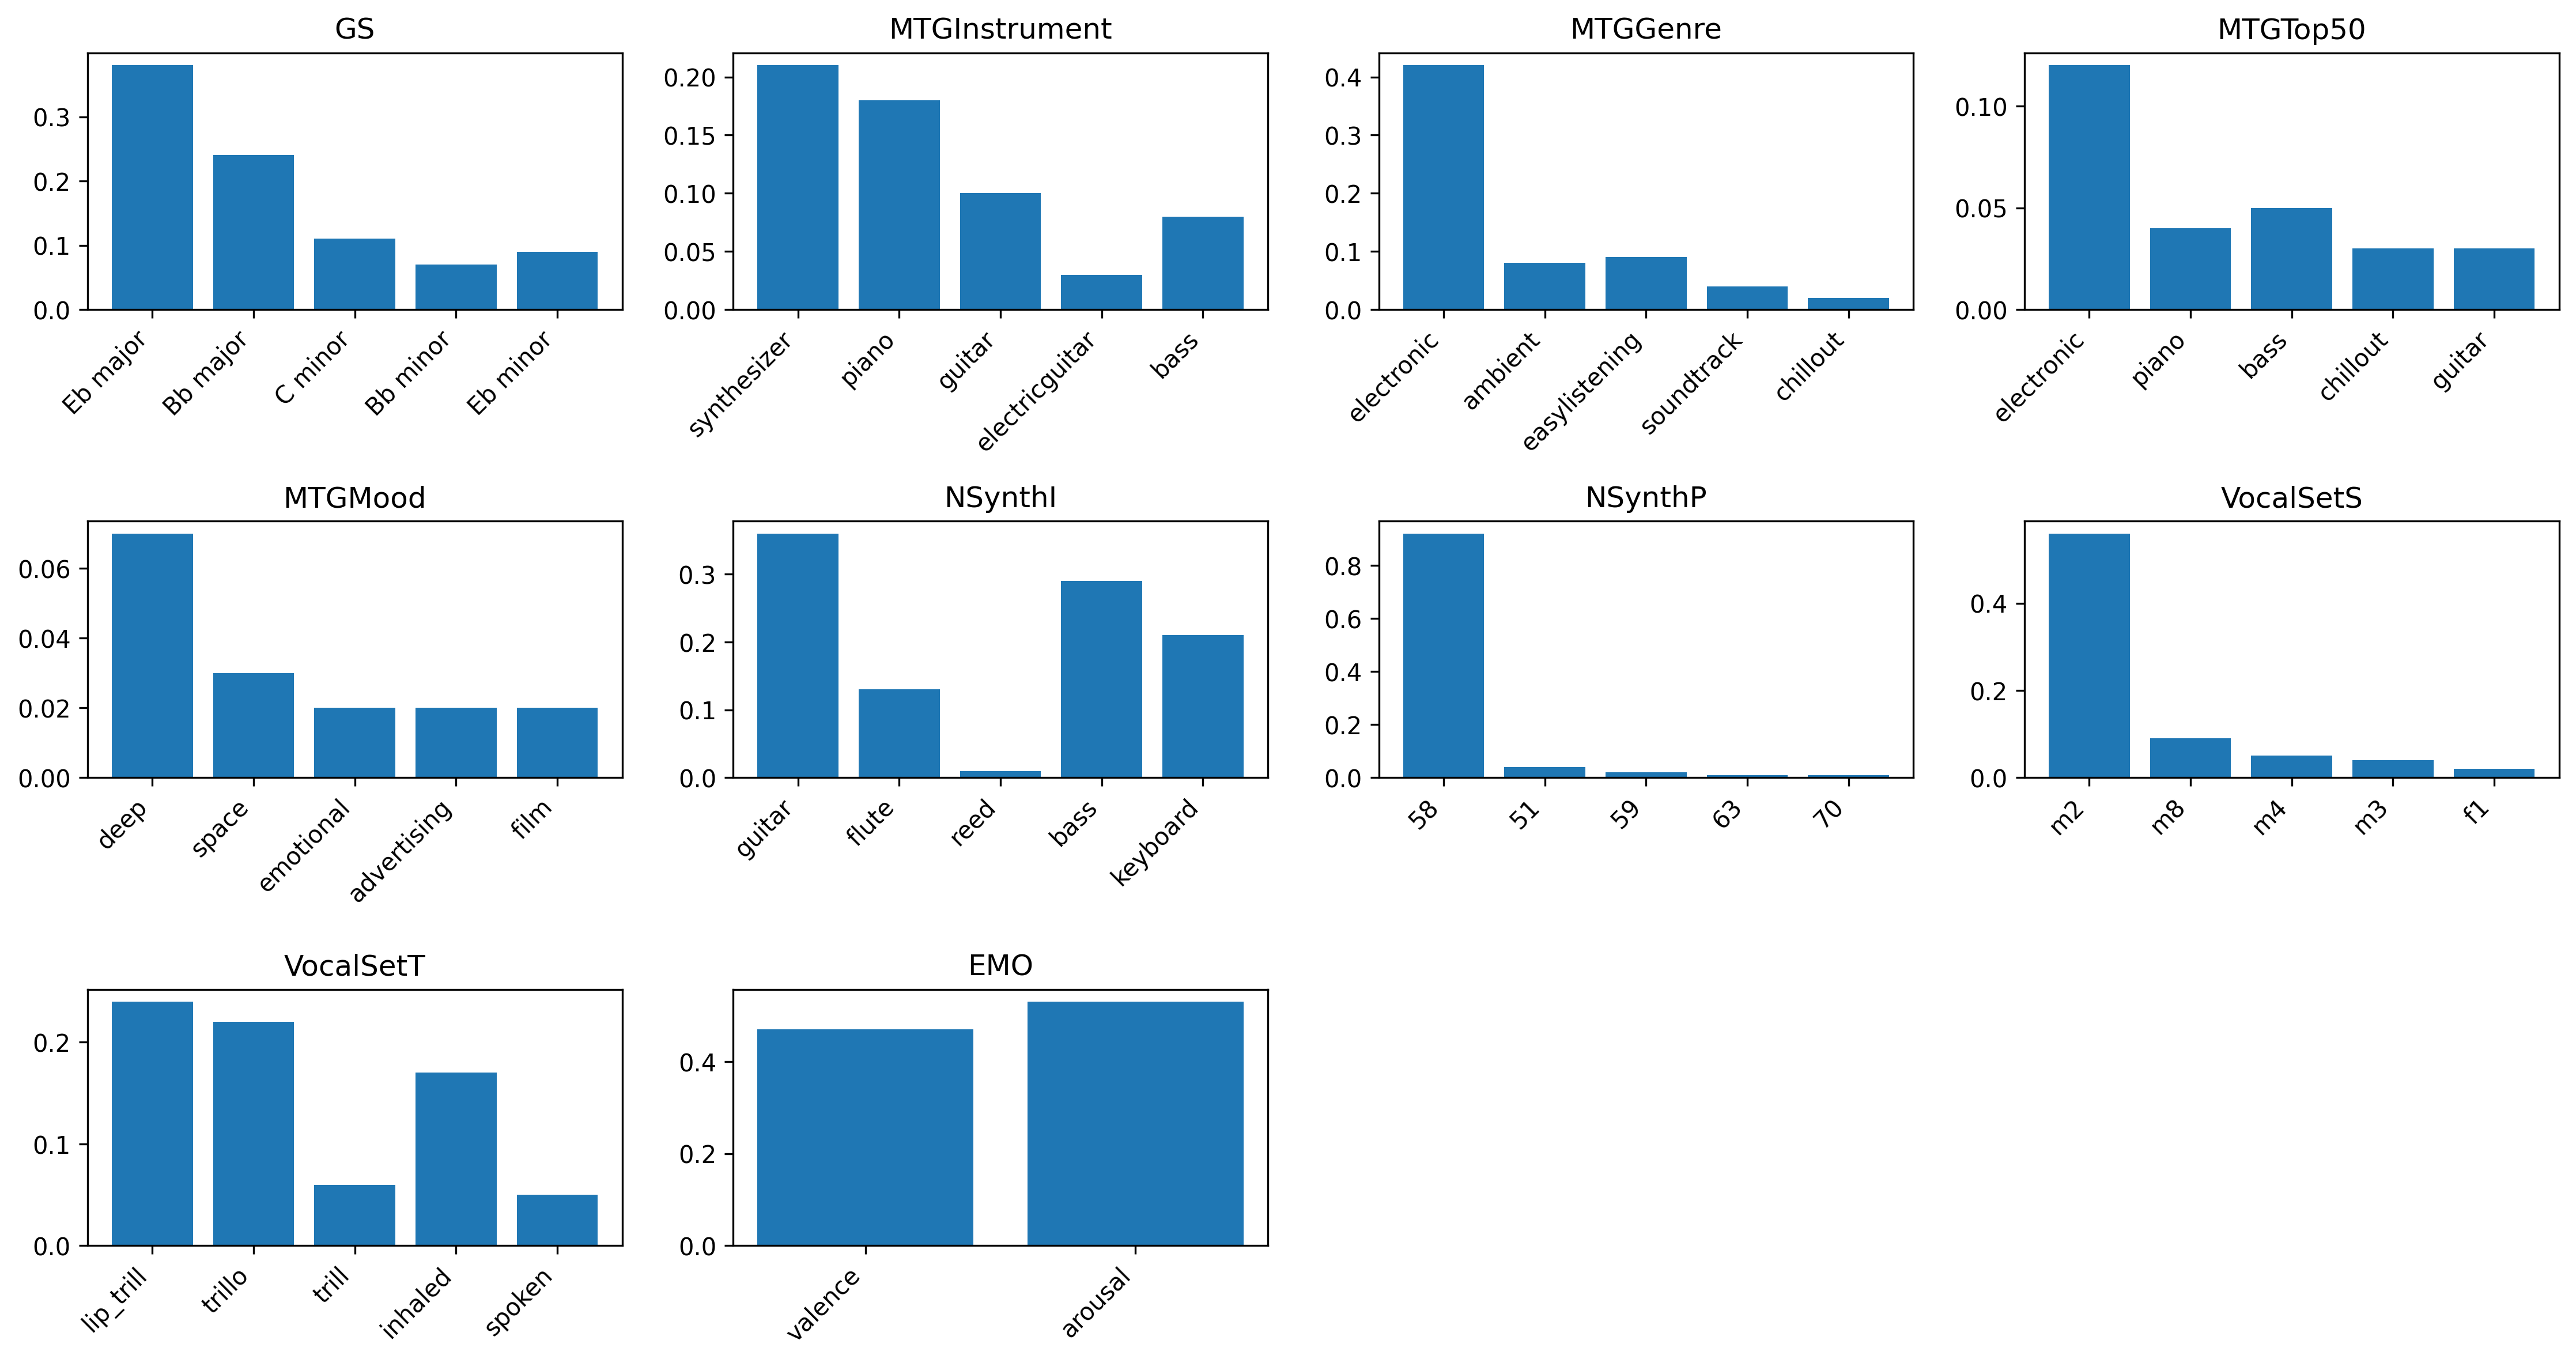 GS
0.3
0.2
0.1
0.0
Eb major
Bb major
C minor
Bb minor
Eb minor
MTGInstrument
0.20
0.15
0.10
0.05
0.00
synthesizer
piano
guitar
electricguitar
bass
MTGGenre
0.4
0.3
0.2
0.1
0.0
electronic
ambient
easylistening
soundtrack
chillout
MTGTop50
0.10
0.05
0.00
electronic
piano
bass
chillout
guitar
MTGMood
0.06
0.04
0.02
0.00
deep
space
emotional
advertising
film
NSynthI
0.3
0.2
0.1
0.0
guitar
flute
reed
bass
keyboard
NSynthP
0.8
0.6
0.4
0.2
0.0
58
51
59
63
70
VocalSetS
0.4
0.2
0.0
m2
m8
m4
m3
f1
VocalSetT
0.2
0.1
0.0
lip_trill
trillo
trill
inhaled
spoken
EMO
0.4
0.2
0.0
valence
arousal